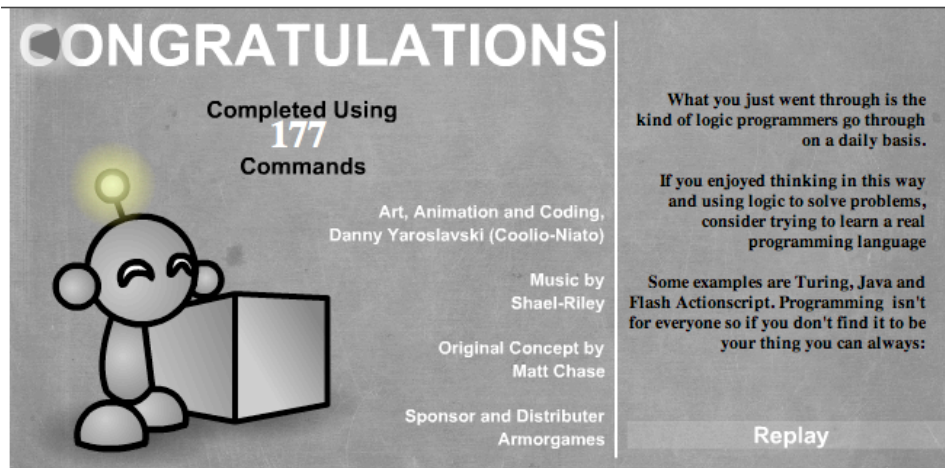 CONGRATULATIONS
Completed Using
177
Commands
Art, Animation and Coding,
Danny Yaroslavski (Coolio-Niato)
Music by
Shael-Riley
Original Concept by
Matt Chase
Sponsor and Distributer
Armorgames
What you just went through is the
kind of logic programmers go through
on a daily basis.
If you enjoyed thinking in this way
and using logic to solve problems,
consider trying to learn a real
programming language
Some examples are Turing, Java and
Flash Actionscript. Programming isn't
for everyone so if you don't find it to be
your thing you can always:
Replay